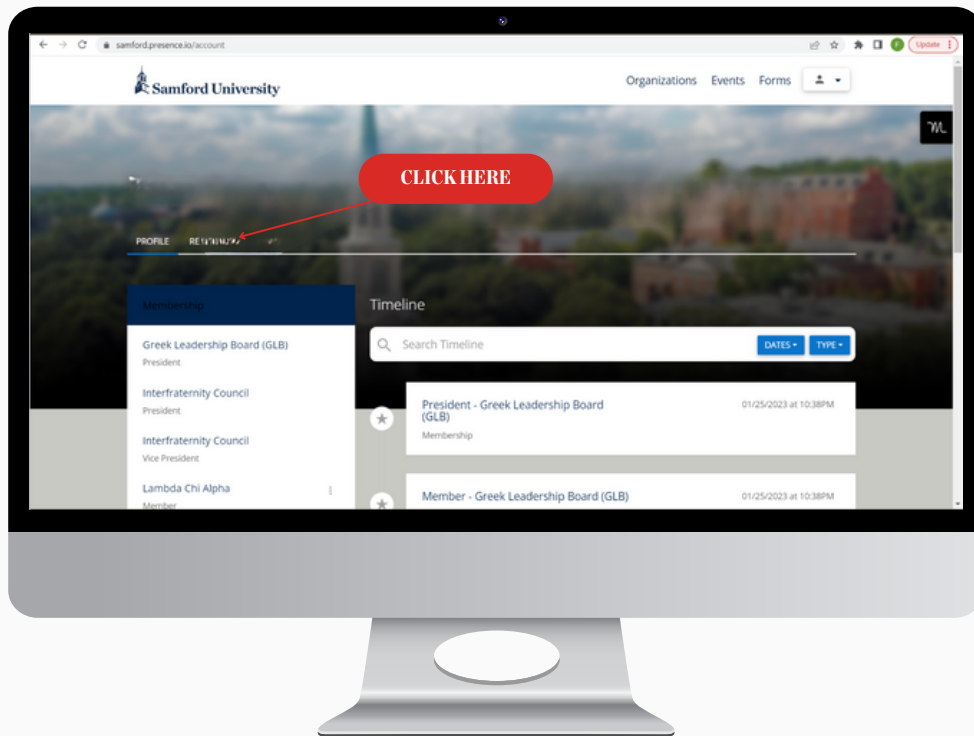 samford.presence.io/account
Update
Samford University
Organizations Events Forms
CLICK HERE
PROFILE
Membership
Timeline
Greek Leadership Board (GLB)
President
Search Timeline
DATES TYPE
Interfraternity Council
President
President - Greek Leadership Board
(GLB)
01/25/2023 at 10:38PM
Membership
Interfraternity Council
Vice President
Lambda Chi Alpha
Member
Member - Greek Leadership Board (GLB)
01/25/2023 at 10:38PM